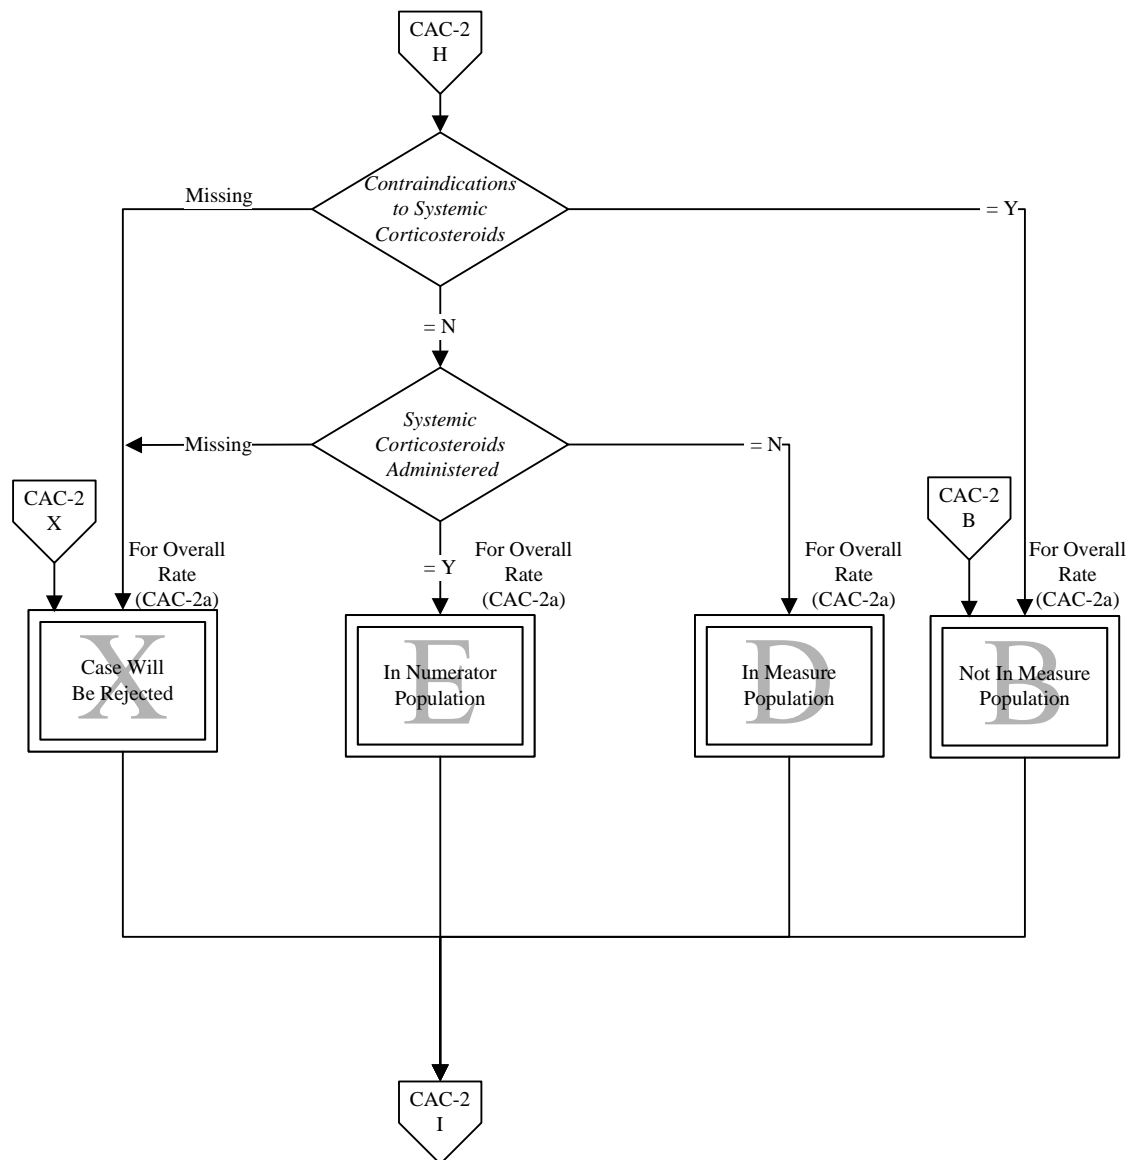 CAC-2
H
Contraindications
to Systemic
Corticosteroids
Missing
= Y
= N
Systemic
Corticosteroids
Administered
Missing
= N
= Y
CAC-2
X
CAC-2
B
For Overall
Rate
(CAC-2a)
For Overall
Rate
(CAC-2a)
For Overall
Rate
(CAC-2a)
For Overall
Rate
(CAC-2a)
X
Case Will
Be Rejected
E
In Numerator
Population
D
In Measure
Population
B
Not In Measure
Population
CAC-2
I